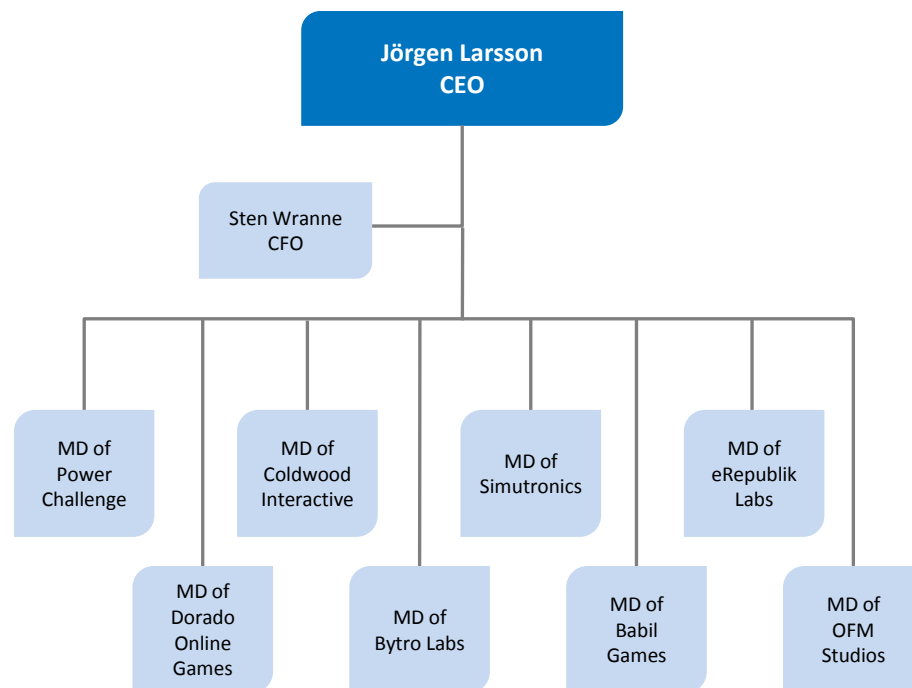 Jörgen Larsson
CEO
Sten Wranne
CFO
MD of
Power
Challenge
MD of
Coldwood
Interactive
MD of
Simutronics
MD of
eRepublik
Labs
MD of
Dorado
Online
Games
MD of
Bytro Labs
MD of
Babil
Games
MD of
OFM
Studios